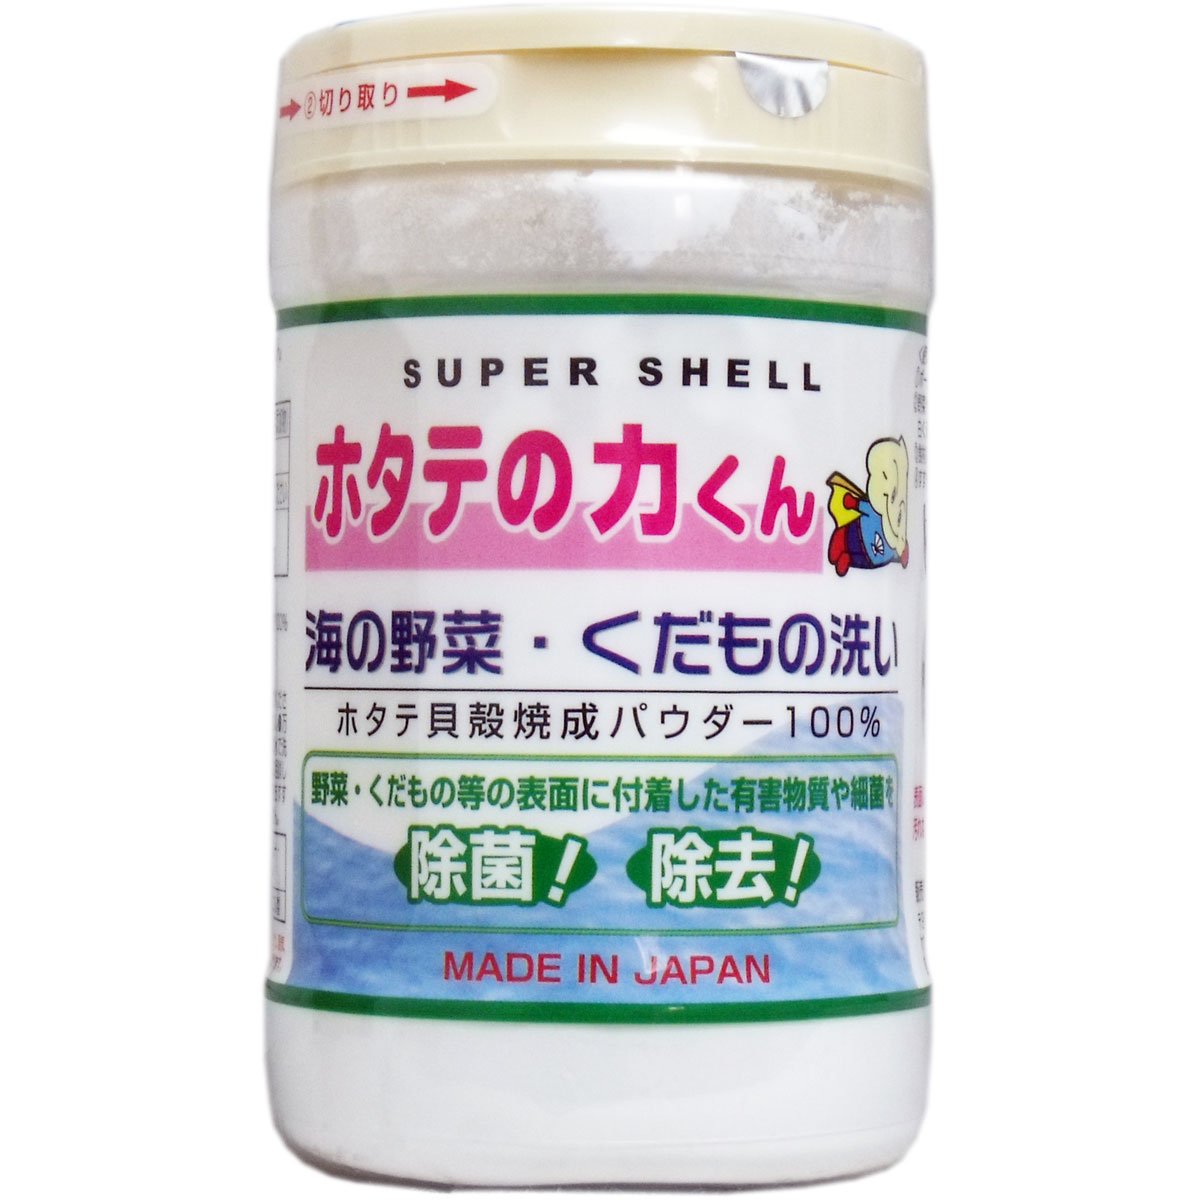 ②切り取り
SUPER SHELL
ホタテの力くん
海の野菜・くだもの洗い
ホタテ貝殻焼成パウダー100%
野菜・くだもの等の表面に付着した有害物質や細菌を
除菌! 除去!
MADE IN JAPAN